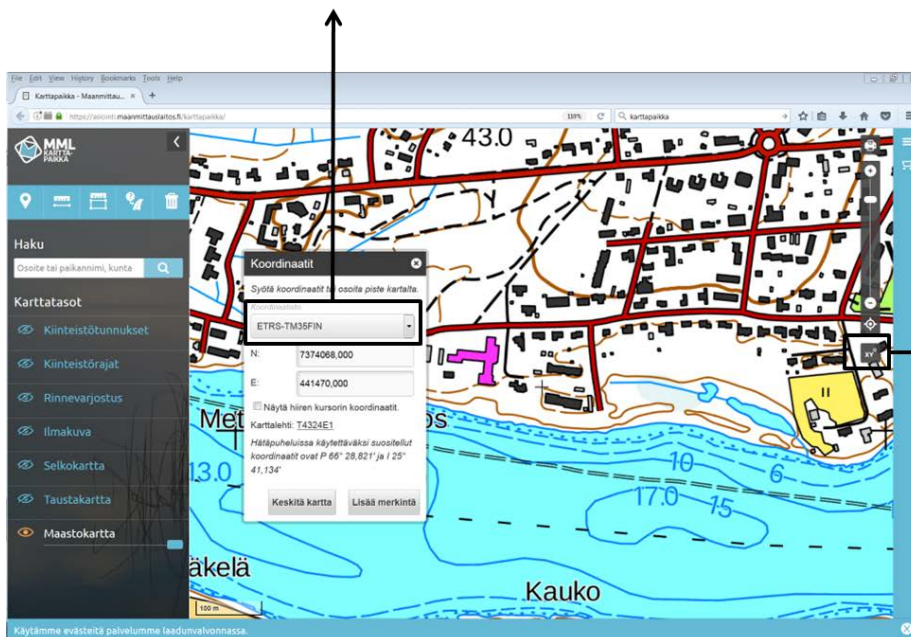 File Edit View History Bookmarks Tools Help
Karttapaikka - Maanmittau... × +
https://asiointi.maanmittauslaitos.fi/karttapaikka/
110%
karttapaikka
MML
KARTTA-
PAIKKA
Haku
Osoite tai paikannimi, kunta
Karttatasot
Kiinteistötunnukset
Kiinteistörajat
Rinnevarjostus
Ilmakuva
Selkokartta
Taustakartta
Maastokartta
43.0
Koordinaatit
Syötä koordinaatit tai osoita piste kartalta.
Koordinaatisto
ETRS-TM35FIN
N: 7374068,000
E: 441470,000
Näytä hiiren kursorin koordinaatit.
Karttalehti: T4324E1
Hätäpuheluissa käytettäväksi suositellut
koordinaatit ovat P 66° 28,821' ja I 25°
41,134'
Keskitä kartta Lisää merkintä
XY
II
Met os
13.0
10
6
17.0
15
äkelä
Kauko
100 m
Käytämme evästeitä palvelumme laadunvalvonnassa.